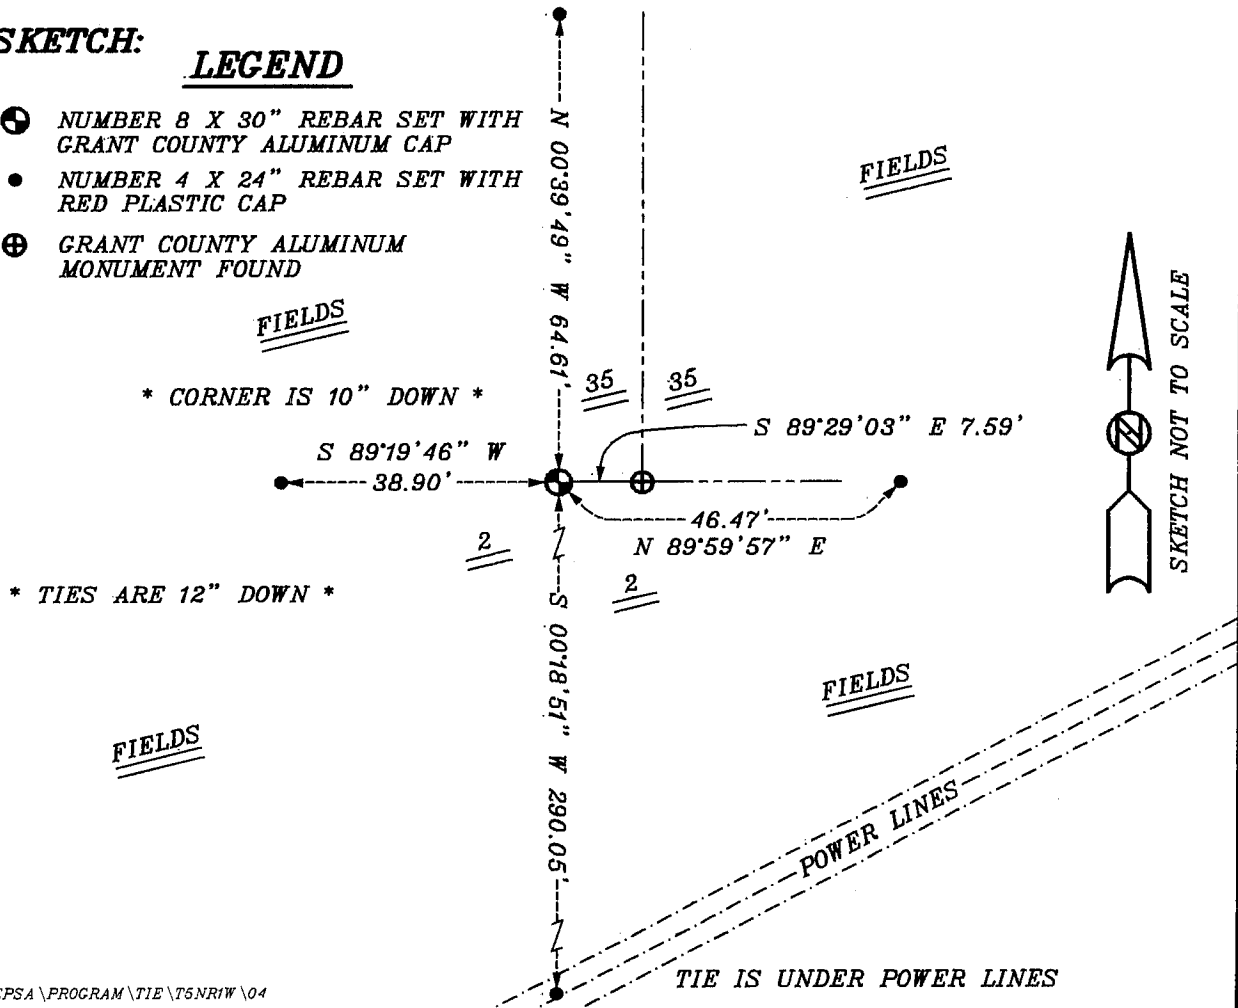 SKETCH:
LEGEND
NUMBER 8 X 30" REBAR SET WITH
GRANT COUNTY ALUMINUM CAP
NUMBER 4 X 24" REBAR SET WITH
RED PLASTIC CAP
GRANT COUNTY ALUMINUM
MONUMENT FOUND
N 00°39'49" W 64.61'
FIELDS
FIELDS
N
SKETCH NOT TO SCALE
* CORNER IS 10" DOWN *
35
35
S 89°29'03" E 7.59'
S 89°19'46" W
38.90'
46.47'
N 89°59'57" E
2
2
* TIES ARE 12" DOWN *
S 00°18'51" W 290.05'
FIELDS
FIELDS
POWER LINES
TIE IS UNDER POWER LINES
EPSA\PROGRAM\TIE\T5NR1W\04